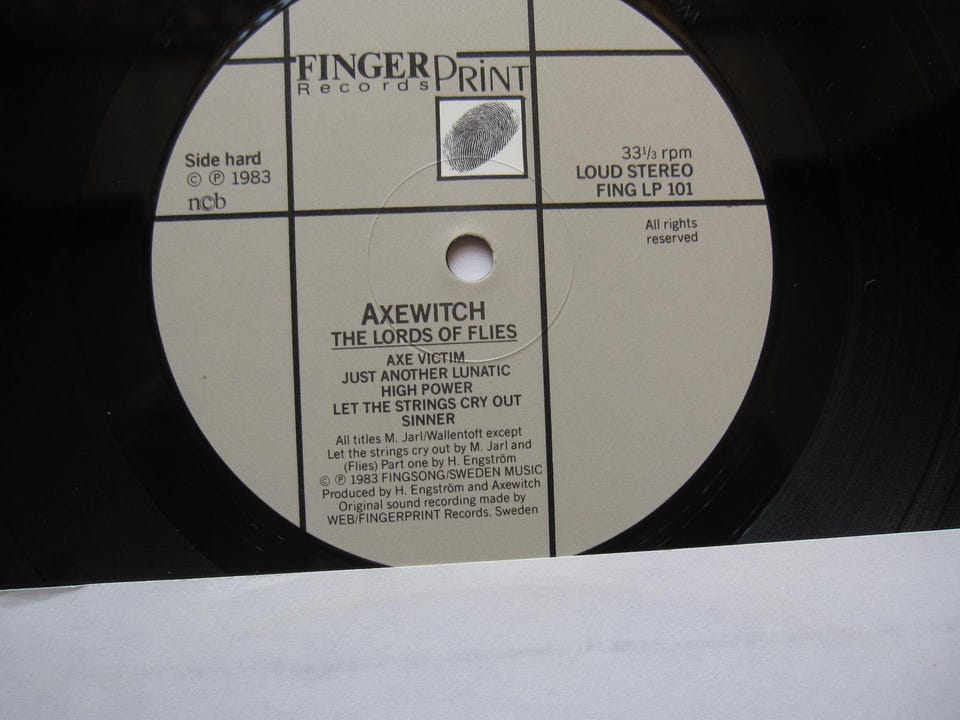 FINGERPRINT
Records
Side hard
© ℗ 1983
ncb
33 1/3 rpm
LOUD STEREO
FING LP 101
All rights
reserved
AXEWITCH
THE LORDS OF FLIES
AXE VICTIM
JUST ANOTHER LUNATIC
HIGH POWER
LET THE STRINGS CRY OUT
SINNER
All titles M. Jarl/Wallentoft except
Let the strings cry out by M. Jarl and
(Flies) Part one by H. Engström
© ℗ 1983 FINGSONG/SWEDEN MUSIC
Produced by H. Engström and Axewitch
Original sound recording made by
WEB/FINGERPRINT Records, Sweden